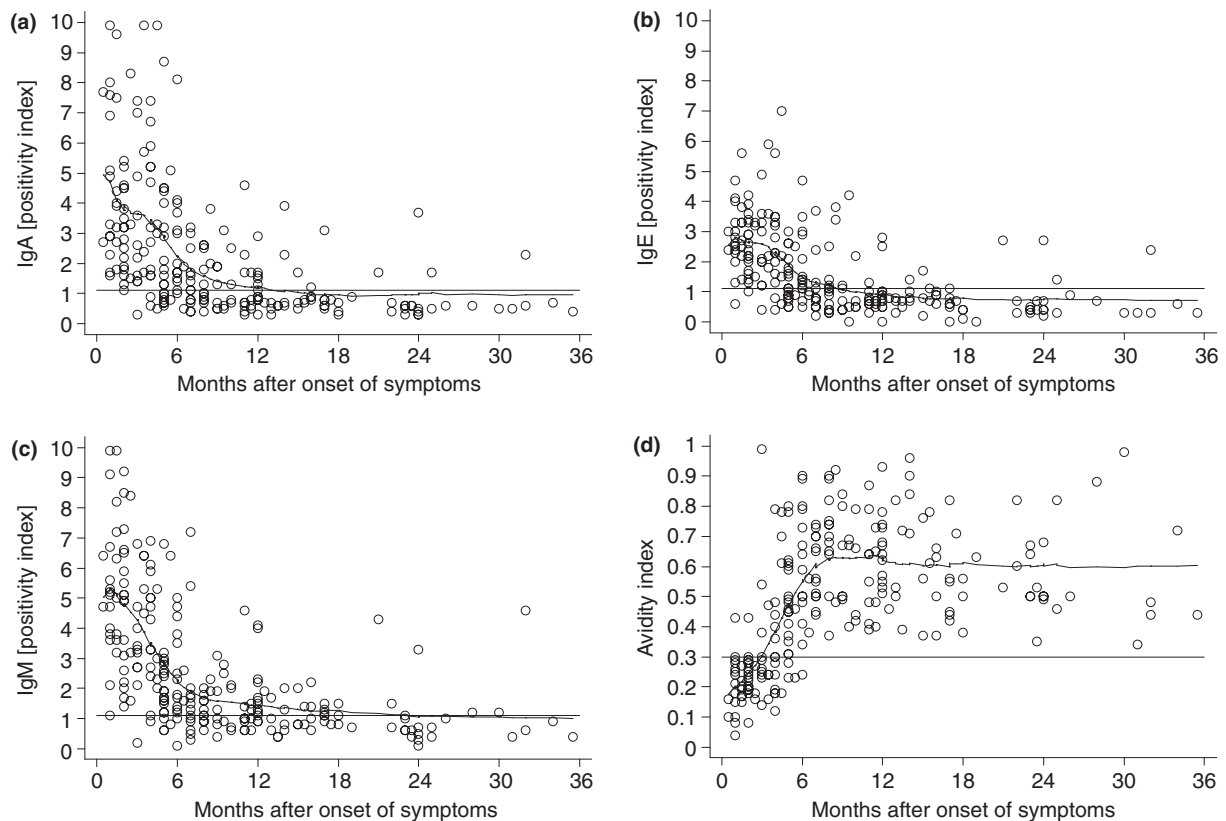 (a)
IgA [positivity index]
10
9
8
7
6
5
4
3
2
1
0
0 6 12 18 24 30 36
Months after onset of symptoms
(b)
IgE [positivity index]
10
9
8
7
6
5
4
3
2
1
0
0 6 12 18 24 30 36
Months after onset of symptoms
(c)
IgM [positivity index]
10
9
8
7
6
5
4
3
2
1
0
0 6 12 18 24 30 36
Months after onset of symptoms
(d)
Avidity index
1
0.9
0.8
0.7
0.6
0.5
0.4
0.3
0.2
0.1
0
0 6 12 18 24 30 36
Months after onset of symptoms